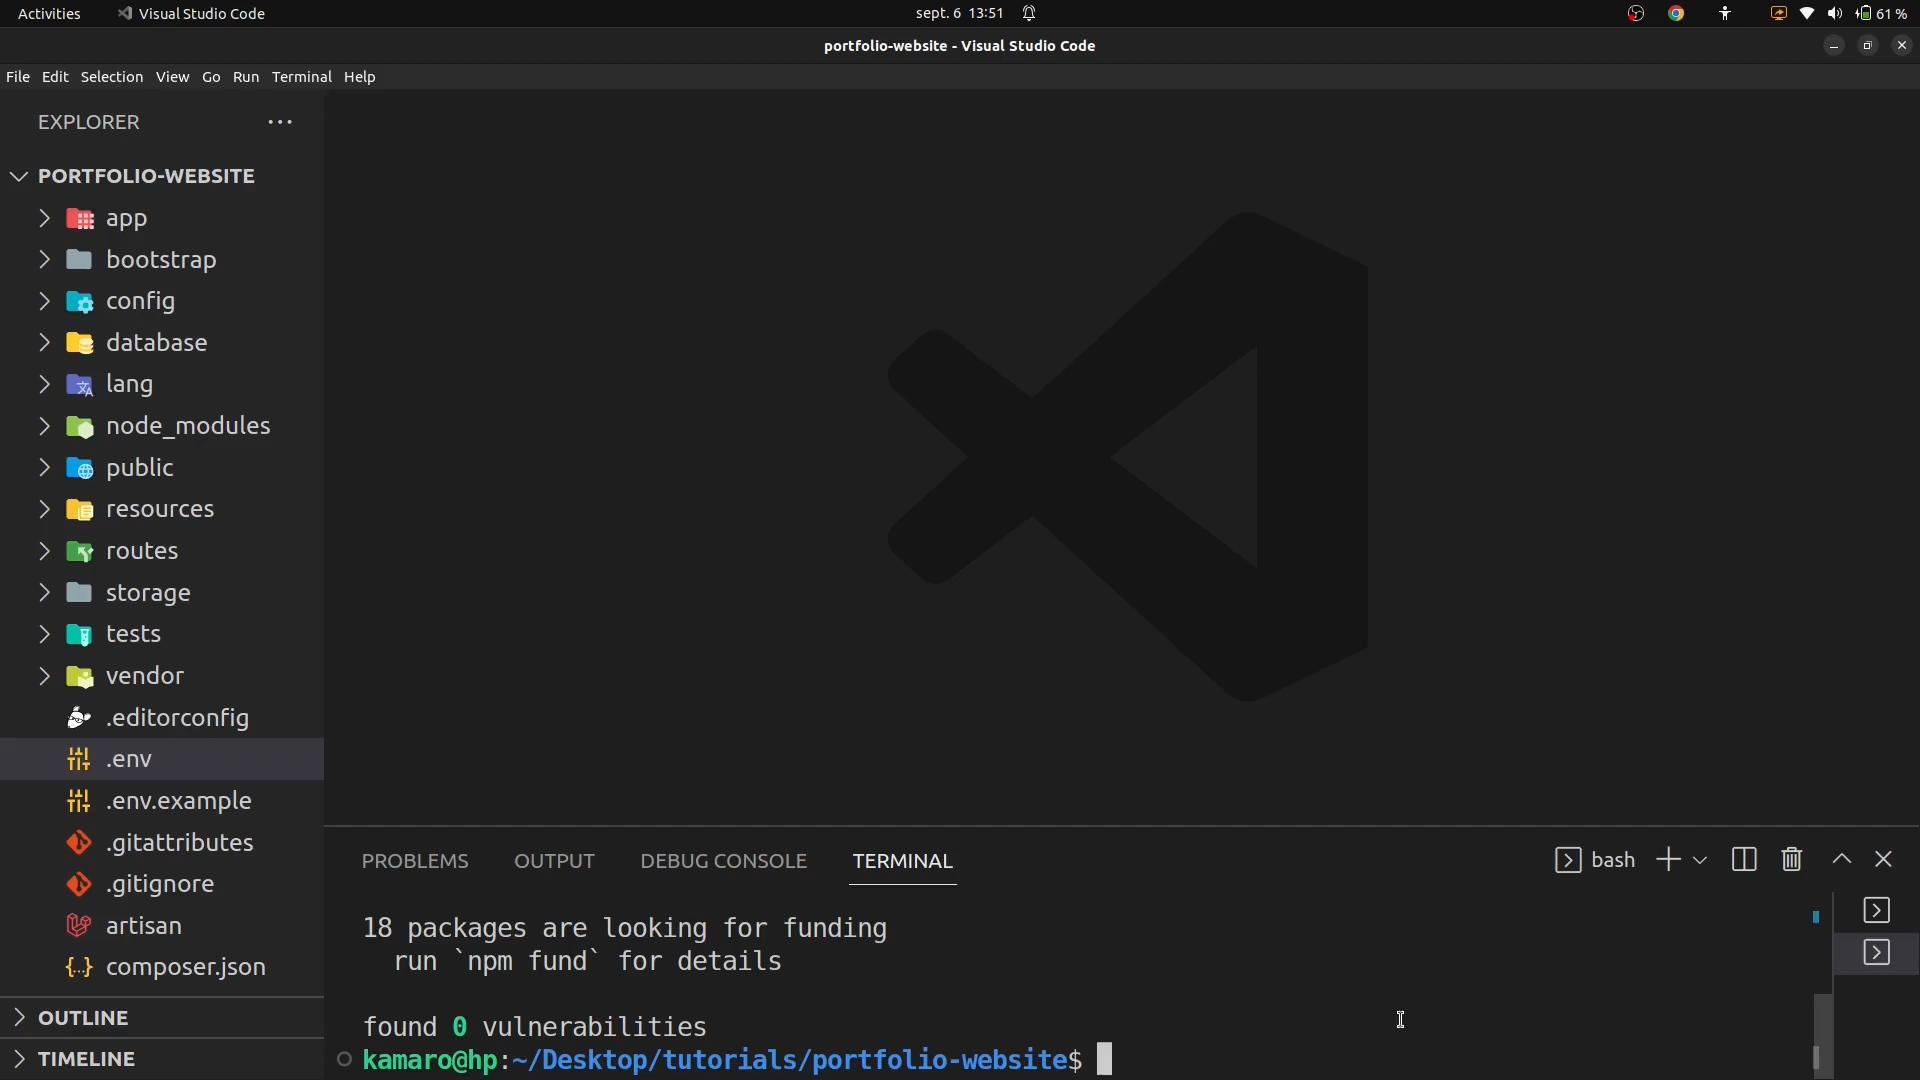 Activities
Visual Studio Code
sept. 6 13:51
61 %
portfolio-website - Visual Studio Code
File Edit Selection View Go Run Terminal Help
EXPLORER
PORTFOLIO-WEBSITE
app
bootstrap
config
database
lang
node_modules
public
resources
routes
storage
tests
vendor
.editorconfig
.env
.env.example
.gitattributes
.gitignore
artisan
composer.json
OUTLINE
TIMELINE
PROBLEMS OUTPUT DEBUG CONSOLE TERMINAL
bash
18 packages are looking for funding
run `npm fund` for details
found 0 vulnerabilities
kamaro@hp:~/Desktop/tutorials/portfolio-website$